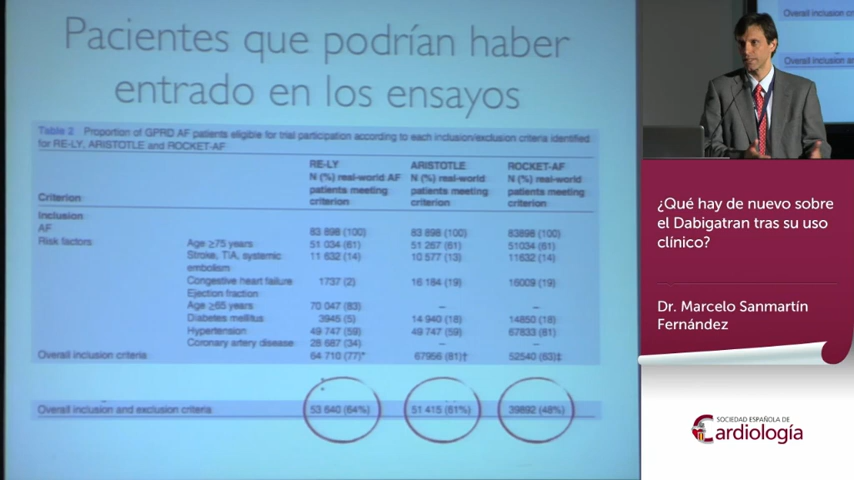 Pacientes que podrían haber
entrado en los ensayos
Table 2 Proportion of GPRD AF patients eligible for trial participation according to each inclusion/exclusion criteria identified
for RE-LY, ARISTOTLE and ROCKET-AF
RE-LY ARISTOTLE ROCKET-AF
N (%) real-world AF N (%) real-world N (%) real-world
patients meeting patients meeting patients meeting
Criterion criterion criterion criterion
Inclusion
AF 83 898 (100) 83 898 (100) 83898 (100)
Risk factors Age ≥75 years 51 034 (61) 51 267 (61) 51034 (61)
Stroke, TIA, systemic 11 632 (14) 10 577 (13) 11632 (14)
embolism
Congestive heart failure 1737 (2) 16 184 (19) 16009 (19)
Ejection fraction
Age ≥65 years 70 047 (83) – –
Diabetes mellitus 3945 (5) 14 940 (18) 14850 (18)
Hypertension 49 747 (59) 49 747 (59) 67833 (81)
Coronary artery disease 28 687 (34) – –
Overall inclusion criteria 64 710 (77)* 67956 (81)† 52540 (63)‡
Overall inclusion and exclusion criteria 53 640 (64%) 51 415 (61%) 39892 (48%)
Overall inclusion
Overall inclusion
¿Qué hay de nuevo sobre
el Dabigatran tras su uso
clínico?
Dr. Marcelo Sanmartín
Fernández
SOCIEDAD ESPAÑOLA DE
Cardiología